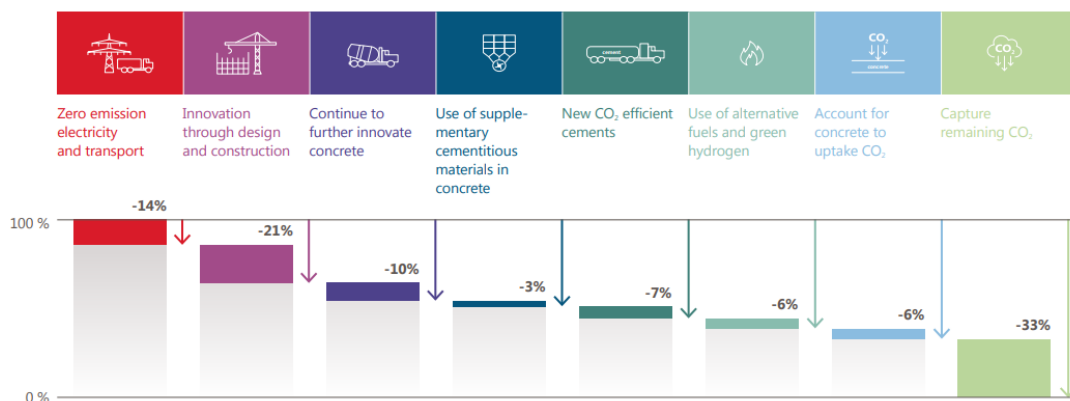 cement
CO₂
concrete
CO₂
Zero emission
electricity
and transport
Innovation
through design
and construction
Continue to
further innovate
concrete
Use of supple-
mentary
cementitious
materials in
concrete
New CO₂ efficient
cements
Use of alternative
fuels and green
hydrogen
Account for
concrete to
uptake CO₂
Capture
remaining CO₂
100 %
-14%
-21%
-10%
-3%
-7%
-6%
-6%
-33%
0 %